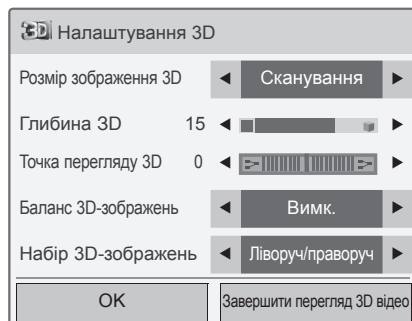 3D Налаштування 3D
Розмір зображення 3D ◄ Сканування ►
Глибина 3D 15 ◄ ►
Точка перегляду 3D 0 ◄ ►
Баланс 3D-зображень ◄ Вимк. ►
Набір 3D-зображень ◄ Ліворуч/праворуч ►
OK Завершити перегляд 3D відео